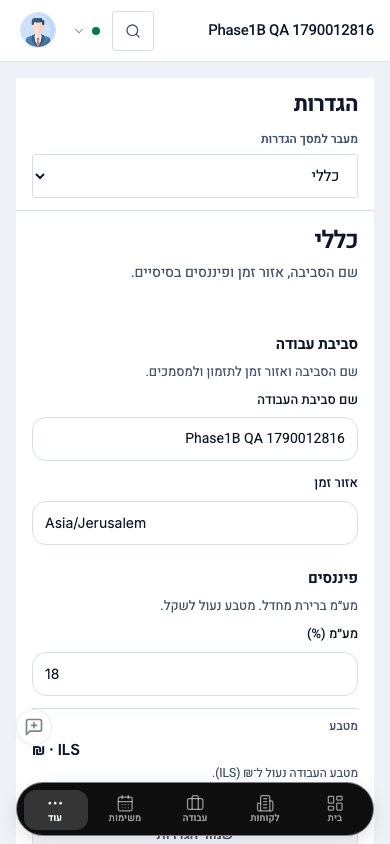 Phase1B QA 1790012816
הגדרות
מעבר למסך הגדרות
כללי
כללי
שם הסביבה, אזור זמן ופיננסים בסיסיים.
סביבת עבודה
שם הסביבה ואזור זמן לתזמון ולמסמכים.
שם סביבת העבודה
Phase1B QA 1790012816
אזור זמן
Asia/Jerusalem
פיננסים
מע״מ ברירת מחדל. מטבע נעול לשקל.
מע״מ (%)
18
מטבע
₪ · ILS
מטבע העבודה נעול ל־₪ (ILS).
בית
לקוחות
עבודה
משימות
עוד